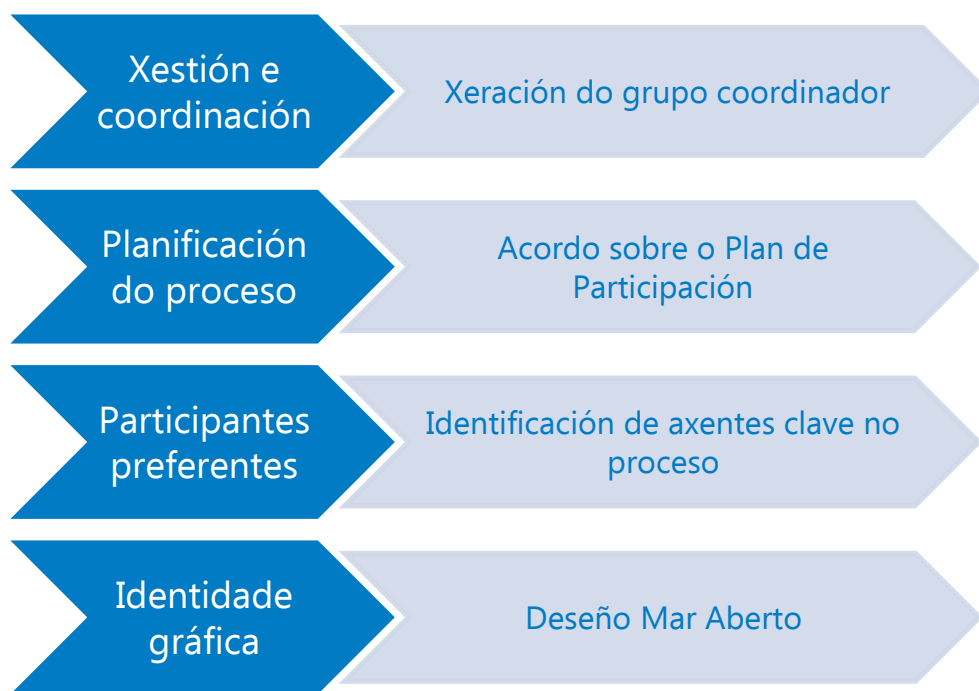 Xestión e
coordinación
Xeración do grupo coordinador
Planificación
do proceso
Acordo sobre o Plan de
Participación
Participantes
preferentes
Identificación de axentes clave no
proceso
Identidade
gráfica
Deseño Mar Aberto